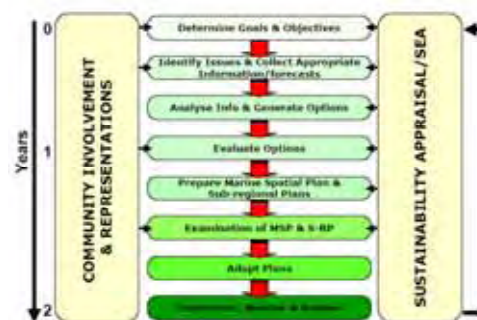 0
1
2
Years
COMMUNITY INVOLVEMENT
& REPRESENTATIONS
Determine Goals & Objectives
Identify Issues & Collect Appropriate
Information/forecasts
Analyse Info & Generate Options
Evaluate Options
Prepare Marine Spatial Plan &
Sub-regional Plans
Examination of MSP & S-RP
Adopt Plans
SUSTAINABILITY APPRAISAL/SEA